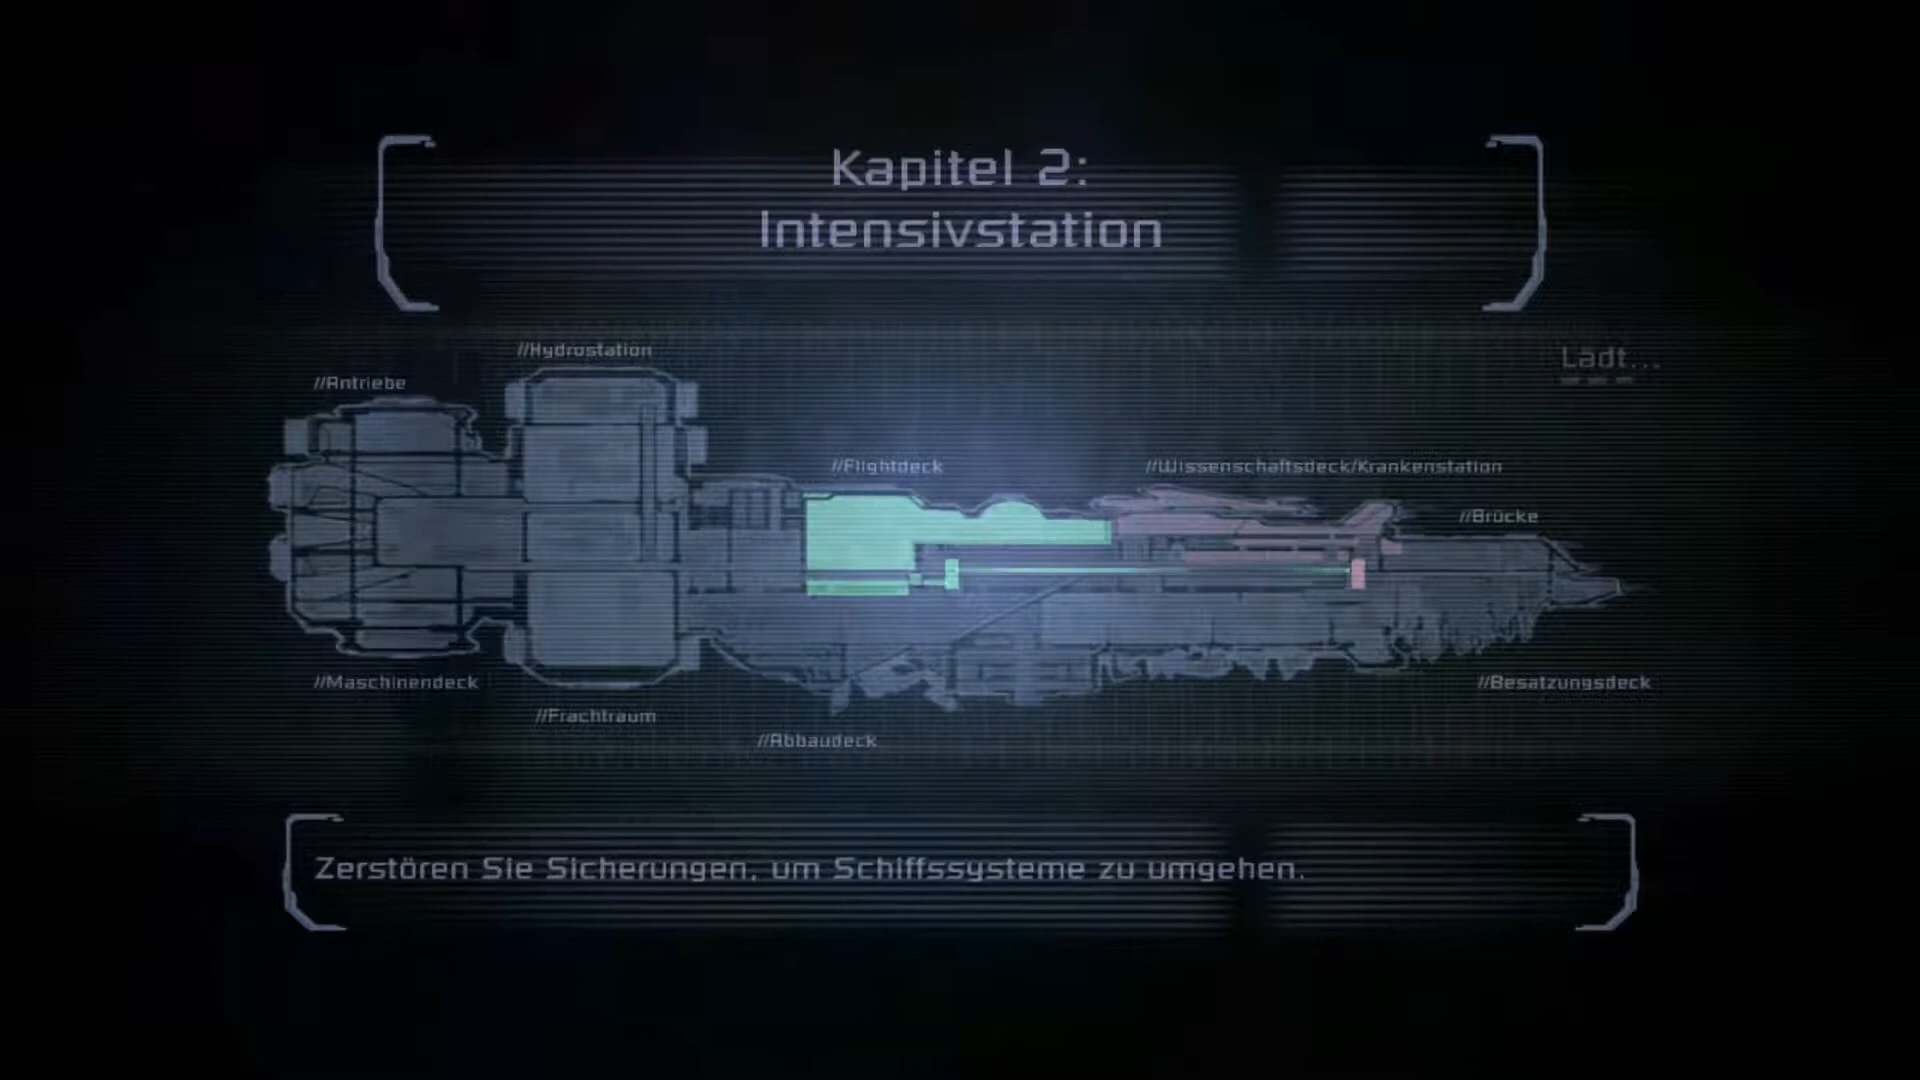 Kapitel 2:
Intensivstation
//Hydrostation
Lädt...
//Antriebe
//Flightdeck
//Wissenschaftsdeck/Krankenstation
//Brücke
//Maschinendeck
//Besatzungsdeck
//Frachtraum
//Abbaudeck
Zerstören Sie Sicherungen, um Schiffssysteme zu umgehen.